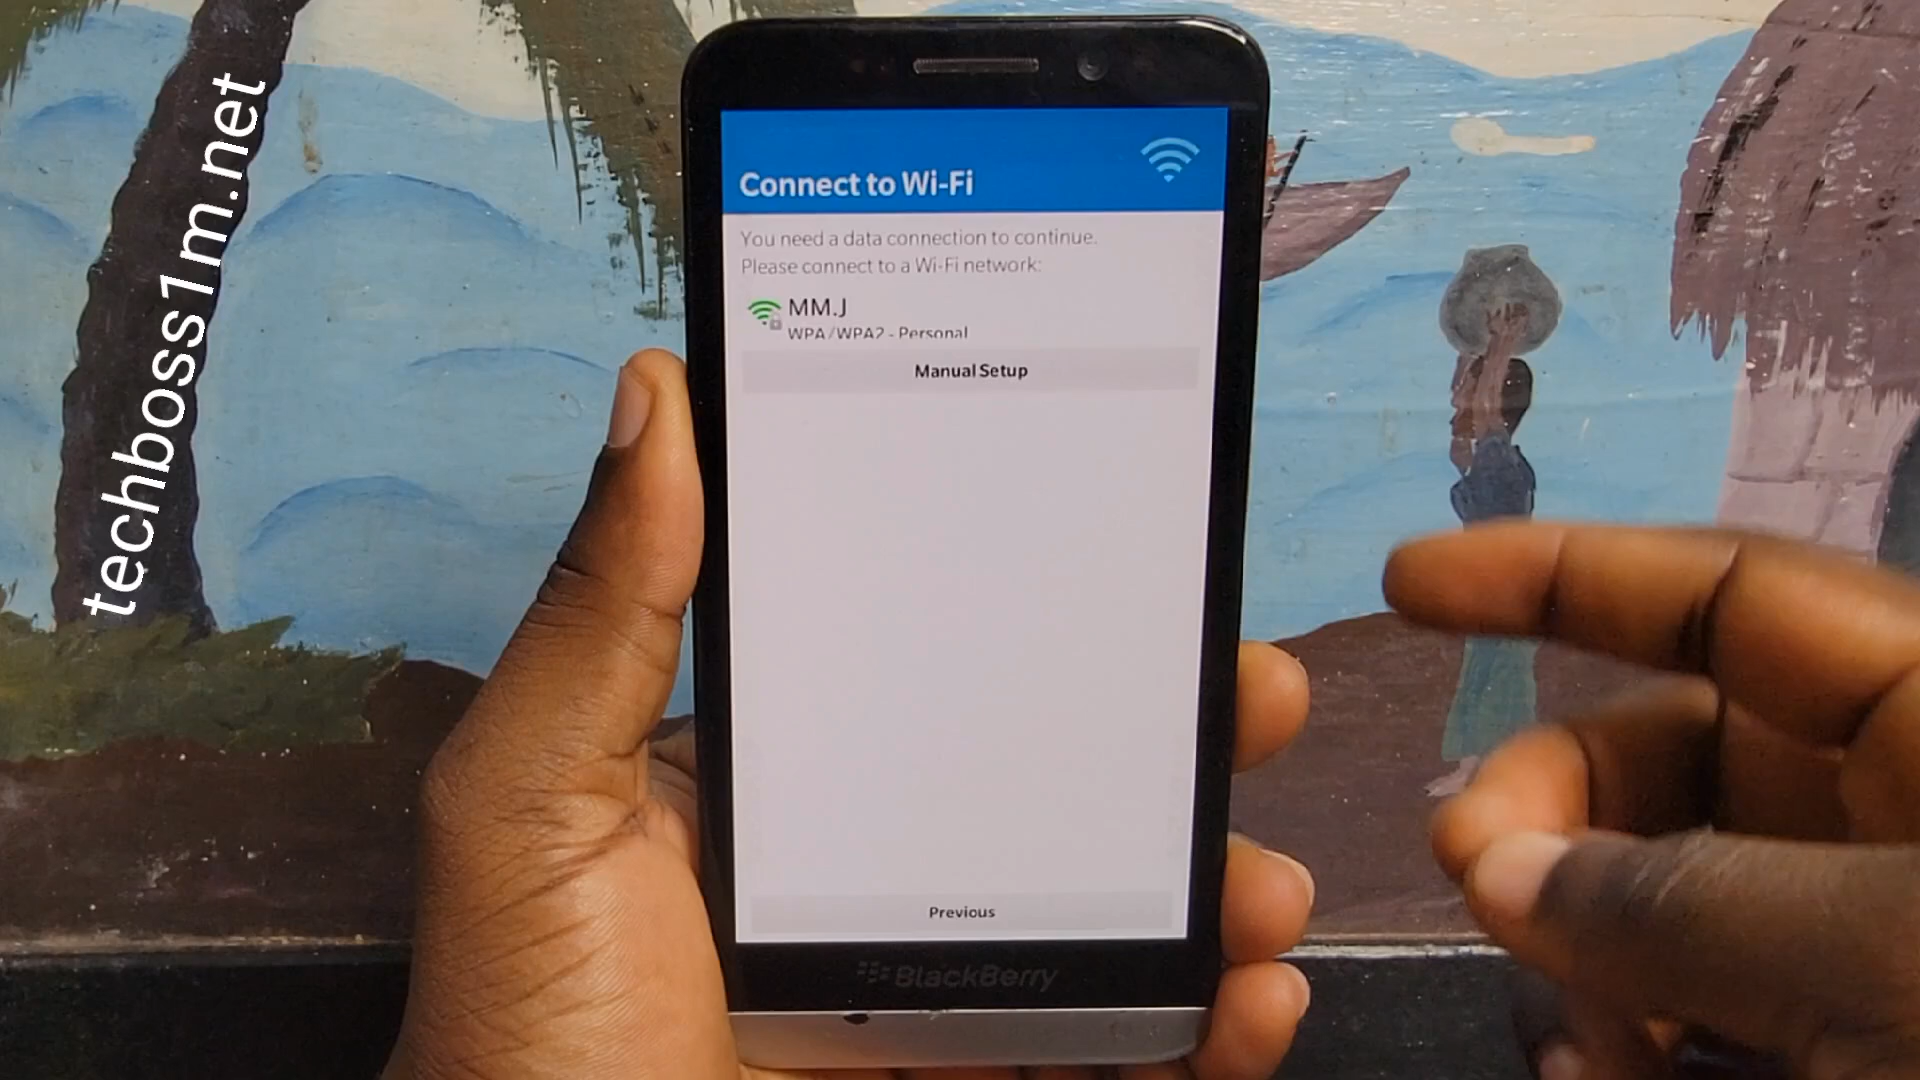 techboss1m.net
Connect to Wi-Fi
You need a data connection to continue.
Please connect to a Wi-Fi network:
MM.J
WPA/WPA2 - Personal
Manual Setup
Previous
BlackBerry